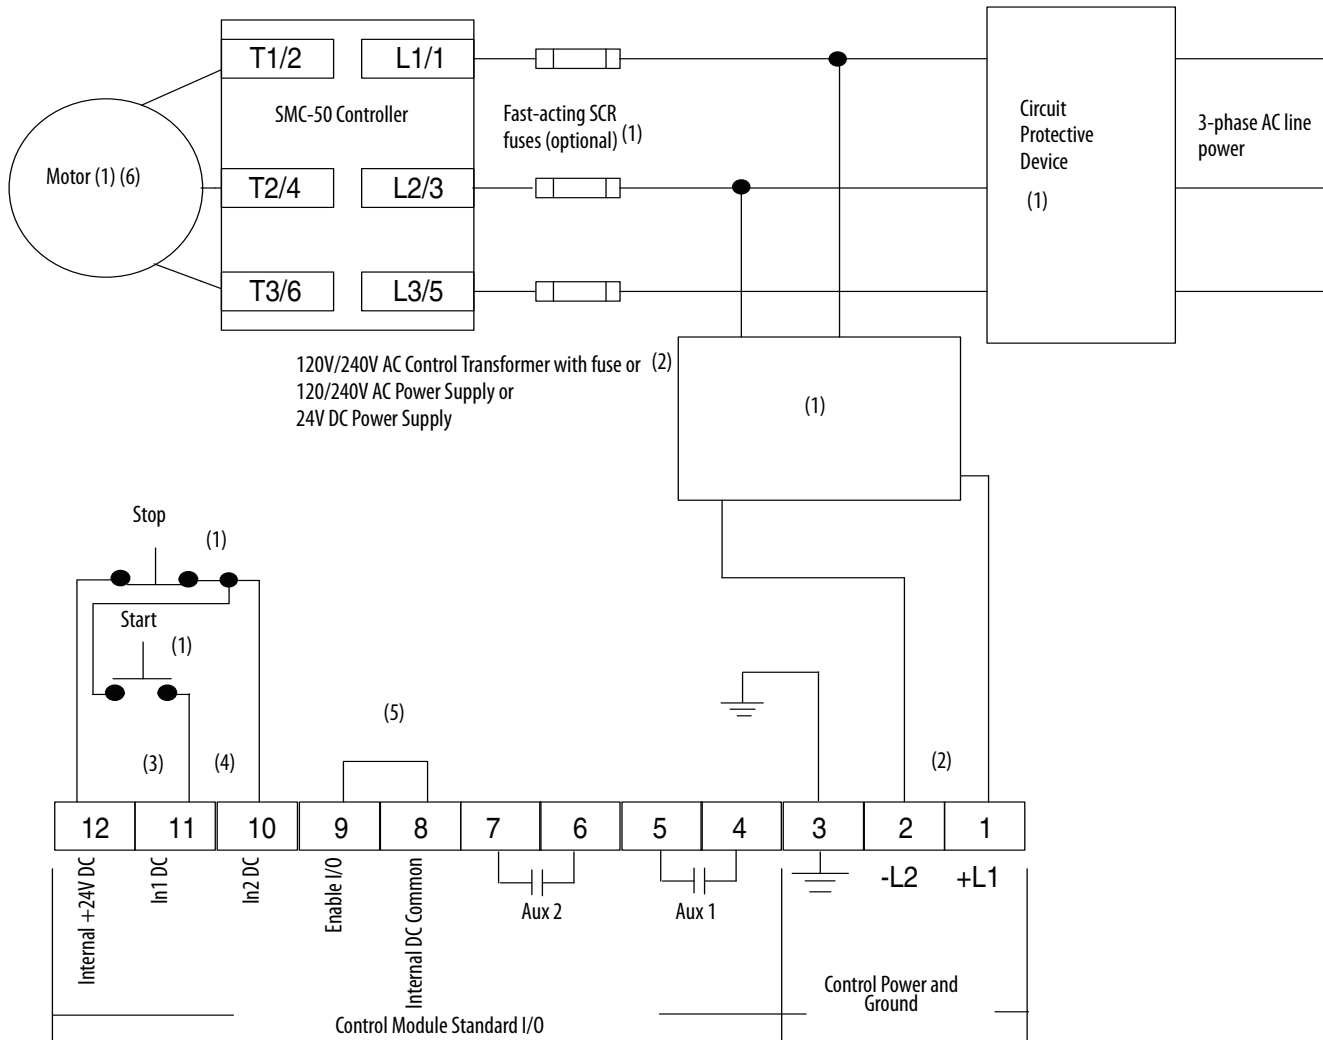 T1/2
L1/1
SMC-50 Controller
Fast-acting SCR
fuses (optional) (1)
Circuit
Protective
Device
(1)
3-phase AC line
power
Motor (1) (6)
T2/4
L2/3
T3/6
L3/5
120V/240V AC Control Transformer with fuse or (2)
120/240V AC Power Supply or
24V DC Power Supply
(1)
Stop
(1)
Start
(1)
(3)
(4)
(5)
(2)
12
11
10
9
8
7
6
5
4
3
2
1
Internal +24V DC
In1 DC
In2 DC
Enable I/O
Internal DC Common
Aux 2
Aux 1
-L2
+L1
Control Module Standard I/O
Control Power and
Ground